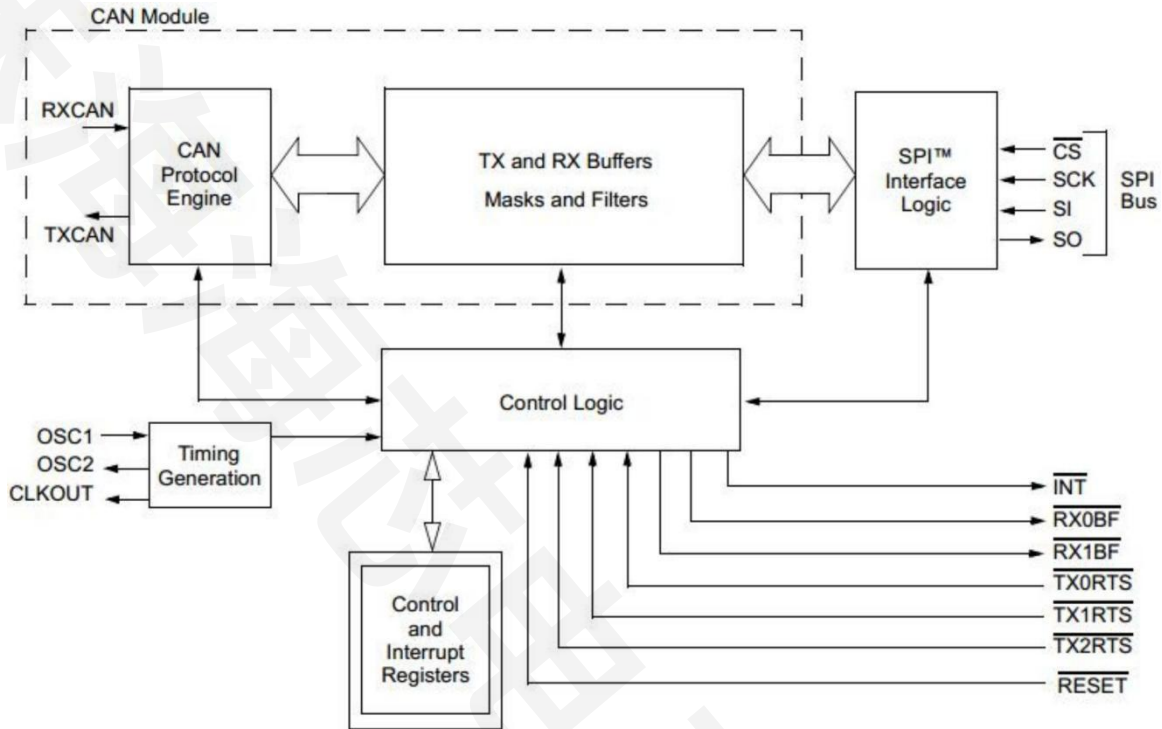 CAN Module
RXCAN
TXCAN
CAN
Protocol
Engine
TX and RX Buffers
Masks and Filters
SPI™
Interface
Logic
CS
SCK
SI
SO
SPI
Bus
Control Logic
OSC1
OSC2
CLKOUT
Timing
Generation
Control
and
Interrupt
Registers
INT
RX0BF
RX1BF
TX0RTS
TX1RTS
TX2RTS
RESET